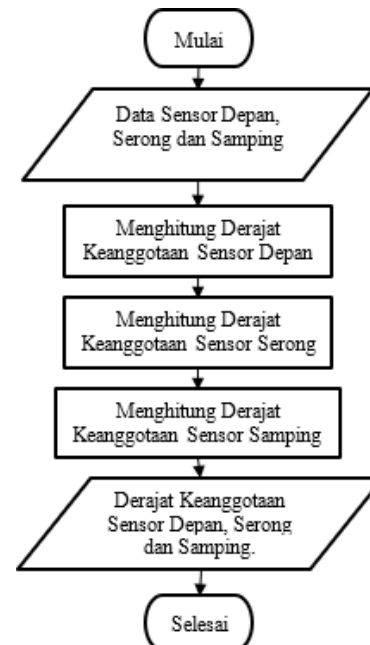 Mulai
Data Sensor Depan,
Serong dan Samping
Menghitung Derajat
Keanggotaan Sensor Depan
Menghitung Derajat
Keanggotaan Sensor Serong
Menghitung Derajat
Keanggotaan Sensor Samping
Derajat Keanggotaan
Sensor Depan, Serong
dan Samping.
Selesai